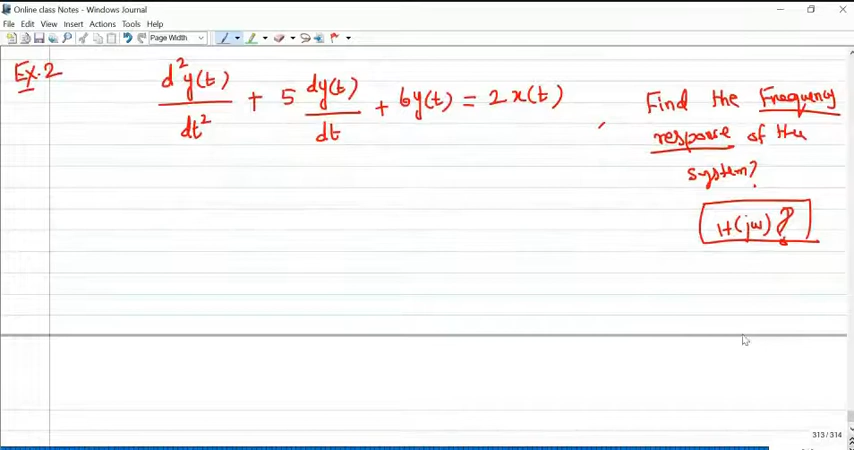 Online class Notes - Windows Journal
File Edit View Insert Actions Tools Help
Page Width
Ex.2
d²y(t)/dt² + 5 dy(t)/dt + 6y(t) = 2x(t)
Find the Frequency
response of the
system?
H(jω)?
313 / 314